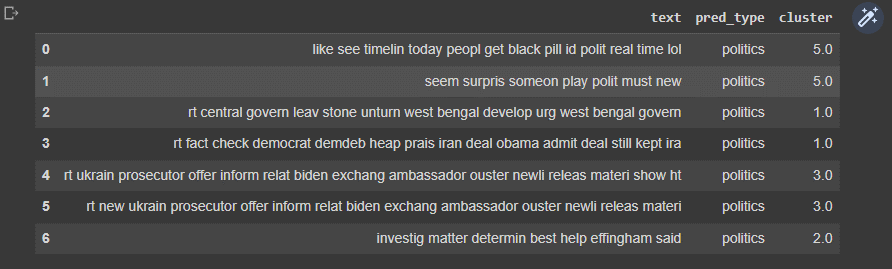 text pred_type cluster
0 like see timelin today peopl get black pill id polit real time lol politics 5.0
1 seem surpris someon play polit must new politics 5.0
2 rt central govern leav stone unturn west bengal develop urg west bengal govern politics 1.0
3 rt fact check democrat demdeb heap prais iran deal obama admit deal still kept ira politics 1.0
4 rt ukrain prosecutor offer inform relat biden exchang ambassador ouster newli releas materi show ht politics 3.0
5 rt new ukrain prosecutor offer inform relat biden exchang ambassador ouster newli releas materi politics 3.0
6 investig matter determin best help effingham said politics 2.0